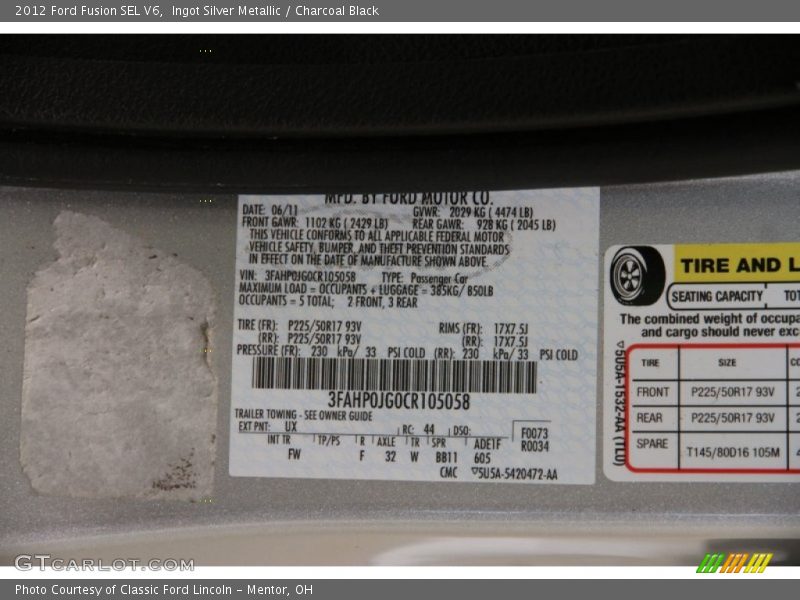 2012 Ford Fusion SEL V6,  Ingot Silver Metallic / Charcoal Black
MFD. BY FORD MOTOR CO.
DATE: 06/11 GVWR: 2029 KG ( 4474 LB)
FRONT GAWR: 1102 KG ( 2429 LB) REAR GAWR: 928 KG ( 2045 LB)
THIS VEHICLE CONFORMS TO ALL APPLICABLE FEDERAL MOTOR
VEHICLE SAFETY, BUMPER, AND THEFT PREVENTION STANDARDS
IN EFFECT ON THE DATE OF MANUFACTURE SHOWN ABOVE.
VIN: 3FAHP0JG0CR105058 TYPE: Passenger Car
MAXIMUM LOAD = OCCUPANTS + LUGGAGE = 385KG/ 850LB
OCCUPANTS = 5 TOTAL; 2 FRONT, 3 REAR
TIRE (FR): P225/50R17 93V RIMS (FR): 17X7.5J
(RR): P225/50R17 93V (RR): 17X7.5J
PRESSURE (FR): 230 kPa/ 33 PSI COLD (RR): 230 kPa/ 33 PSI COLD
3FAHP0JG0CR105058
TRAILER TOWING - SEE OWNER GUIDE
EXT PNT: UX RC: 44 DSO: F0073
INT TR TP/PS R AXLE TR SPR ADETF R0034
FW F 32 W BB11 605
CMC ▽5U5A-5420472-AA
TIRE AND L
SEATING CAPACITY TOT
The combined weight of occupa
and cargo should never exc
TIRE SIZE CO
FRONT P225/50R17 93V 2
REAR P225/50R17 93V 2
SPARE T145/80D16 105M 4
▽5U5A-1532-AA (TLD)
GTCARLOT.COM
Photo Courtesy of Classic Ford Lincoln – Mentor, OH